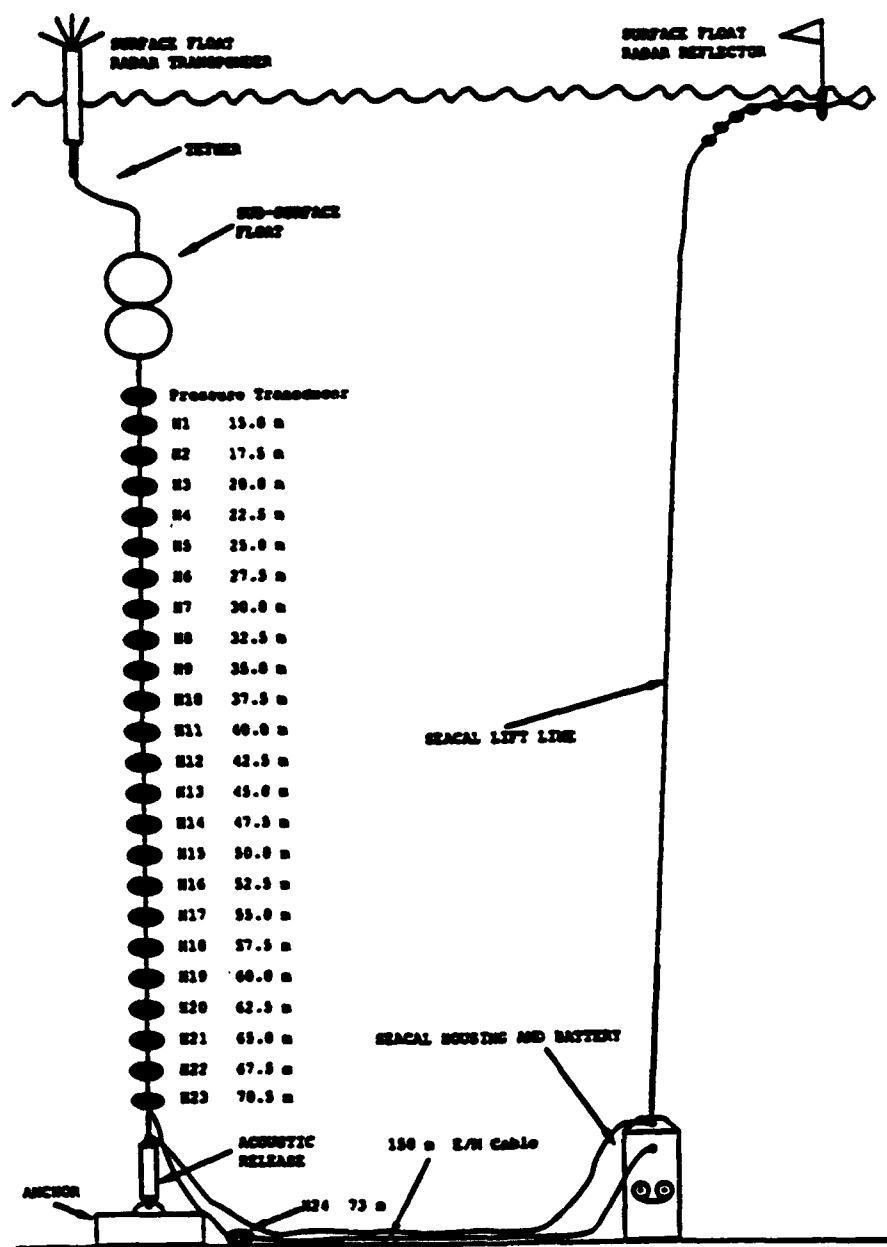 SURFACE FLOAT
RADAR TRANSPONDER
SURFACE FLOAT
RADAR REFLECTOR
TETHER
SUB-SURFACE
FLOAT
Pressure Transducer
H1 15.0 m
H2 17.5 m
H3 20.0 m
H4 22.5 m
H5 25.0 m
H6 27.5 m
H7 30.0 m
H8 32.5 m
H9 35.0 m
H10 37.5 m
H11 40.0 m
H12 42.5 m
H13 45.0 m
H14 47.5 m
H15 50.0 m
H16 52.5 m
H17 55.0 m
H18 57.5 m
H19 60.0 m
H20 62.5 m
H21 65.0 m
H22 67.5 m
H23 70.5 m
SEACAL LIFT LINE
SEACAL HOUSING AND BATTERY
ACOUSTIC
RELEASE
150 m E/M Cable
ANCHOR
H24 73 m